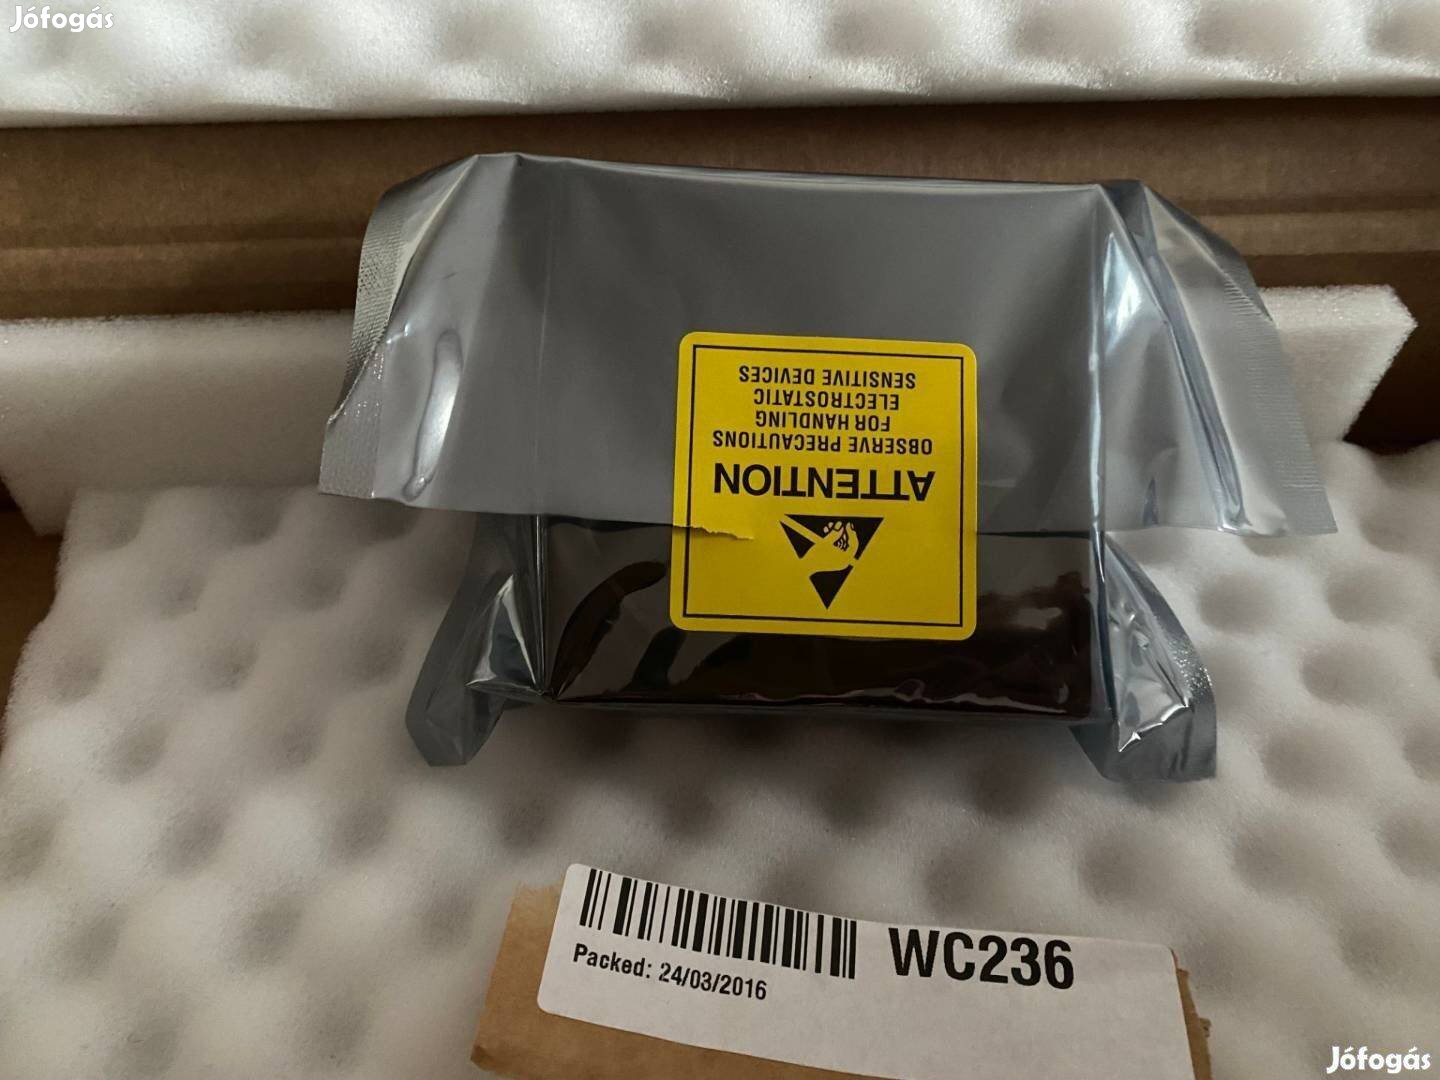 Jófogás
ATTENTION
OBSERVE PRECAUTIONS
FOR HANDLING
ELECTROSTATIC
SENSITIVE DEVICES
WC236
Packed: 24/03/2016
Jófogás